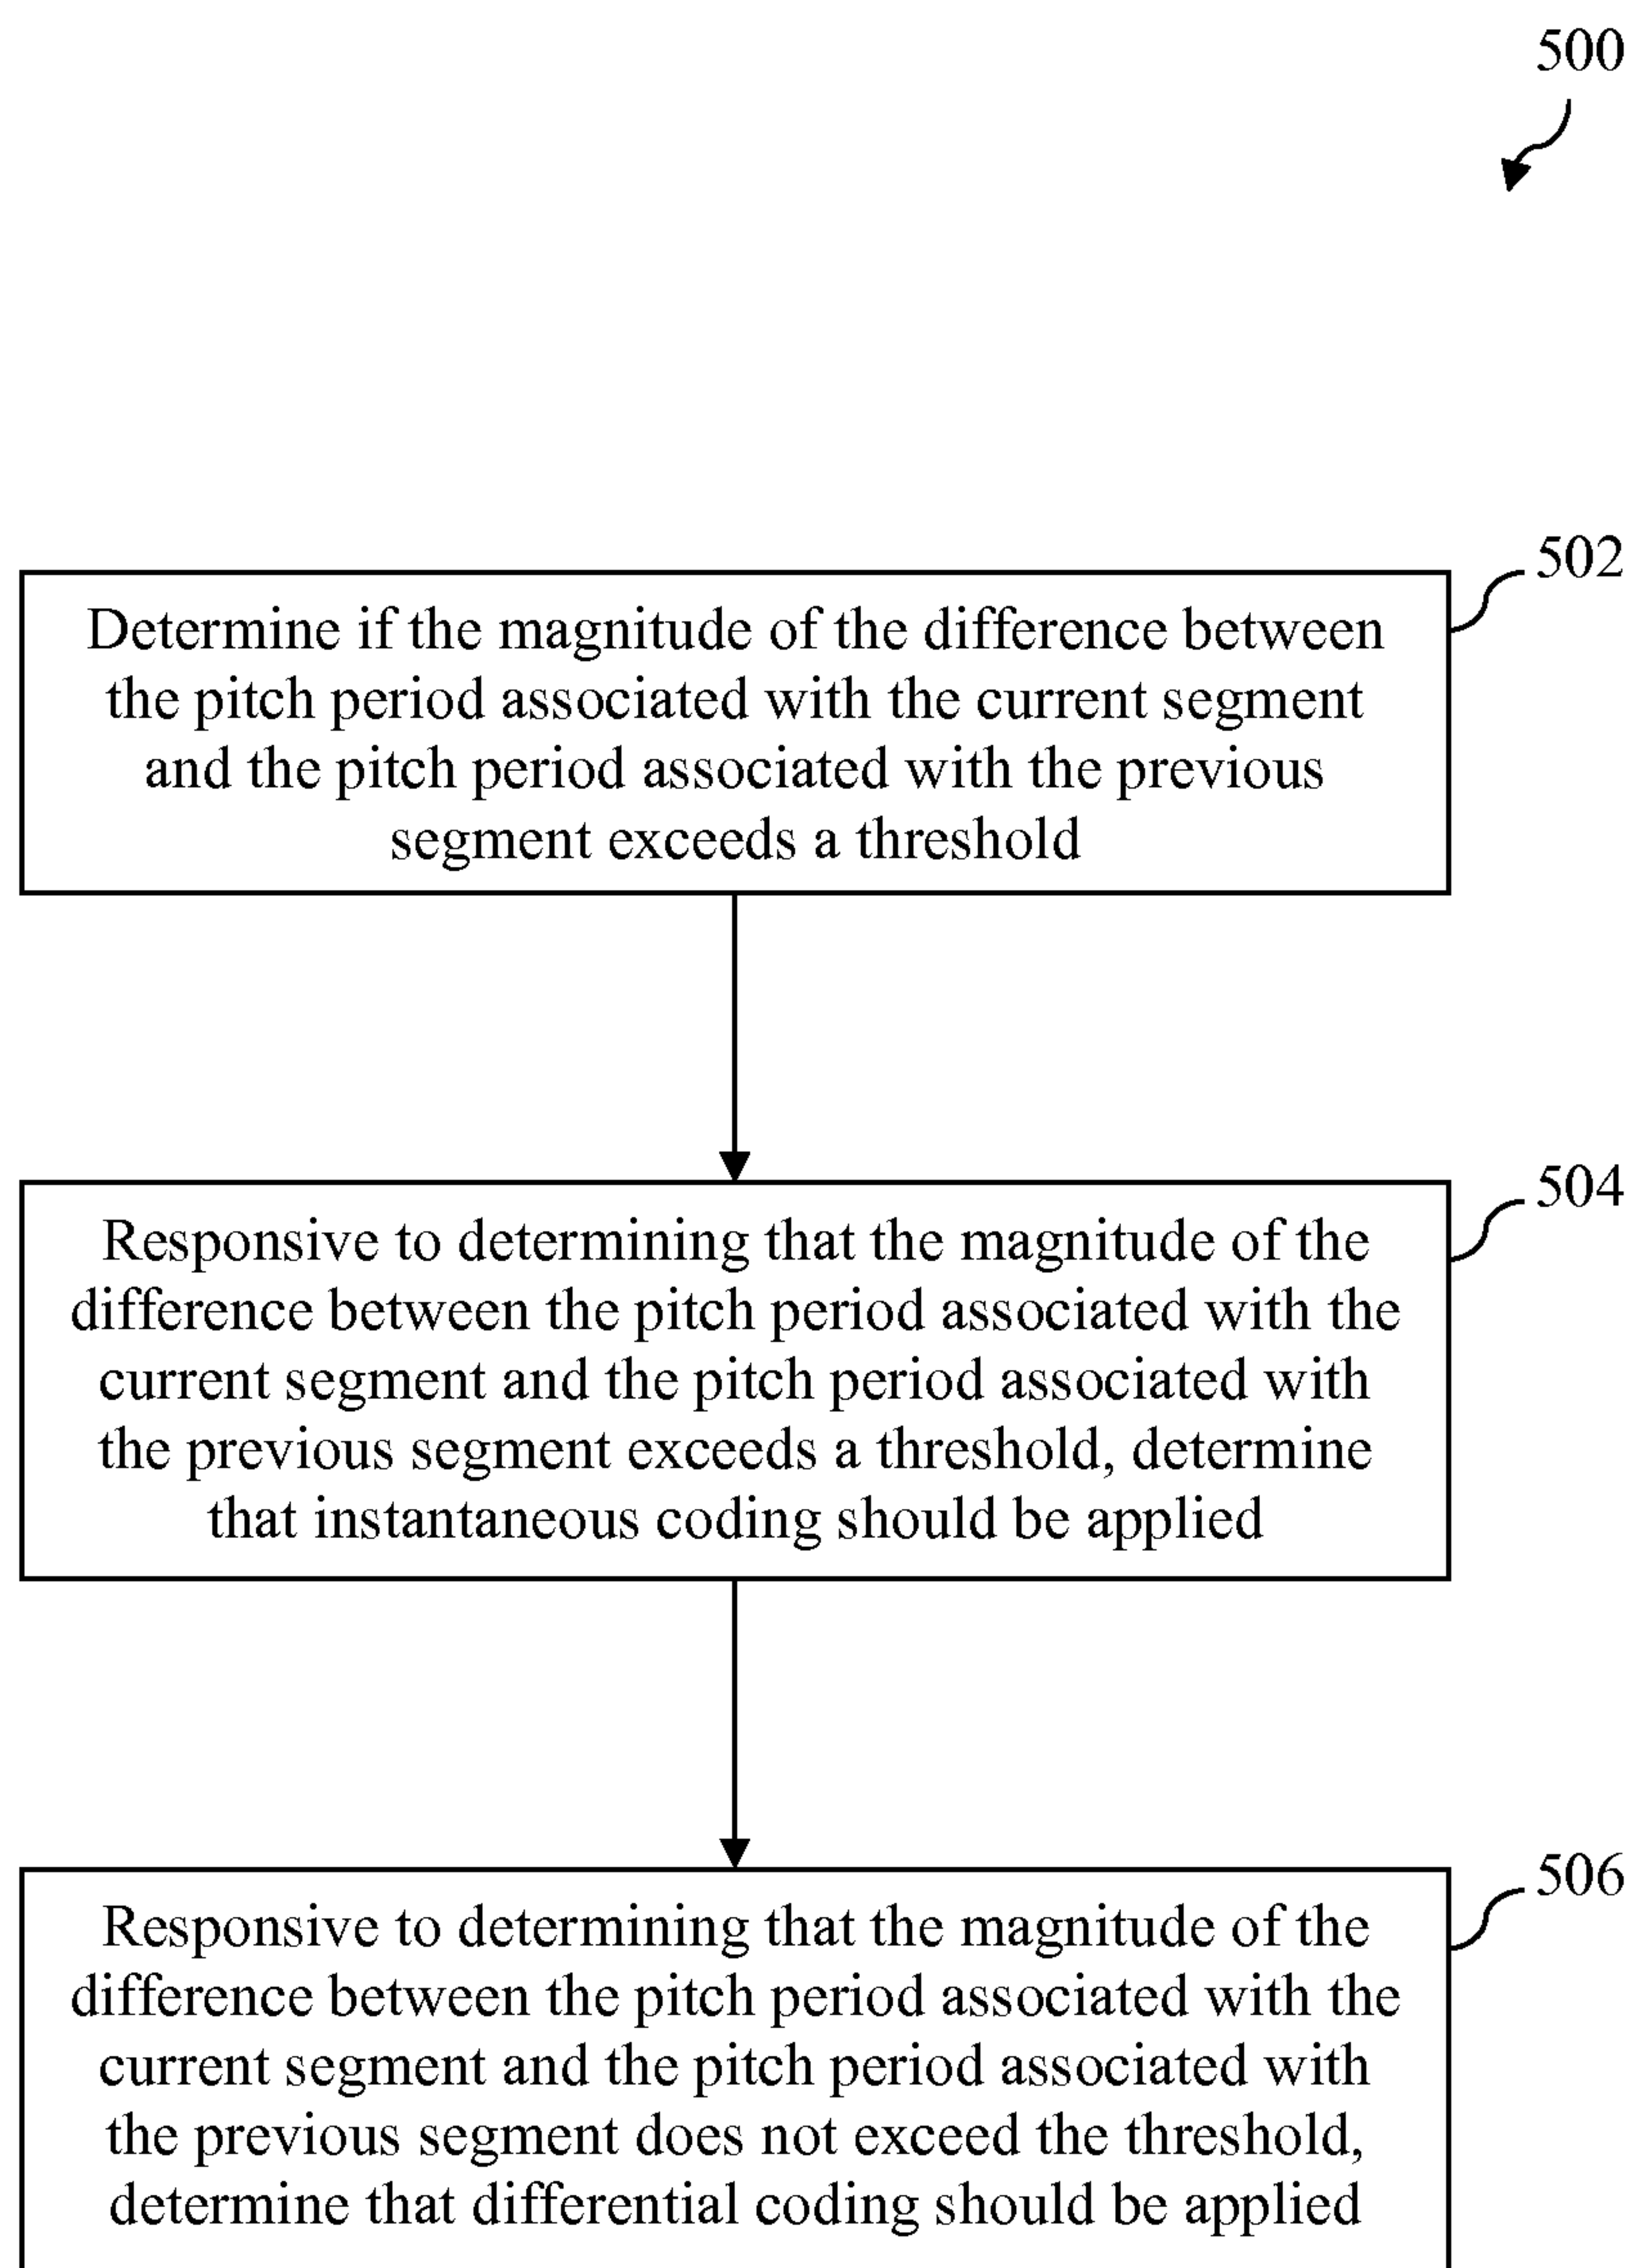 500
502
Determine if the magnitude of the difference between
the pitch period associated with the current segment
and the pitch period associated with the previous
segment exceeds a threshold
504
Responsive to determining that the magnitude of the
difference between the pitch period associated with the
current segment and the pitch period associated with
the previous segment exceeds a threshold, determine
that instantaneous coding should be applied
506
Responsive to determining that the magnitude of the
difference between the pitch period associated with the
current segment and the pitch period associated with
the previous segment does not exceed the threshold,
determine that differential coding should be applied